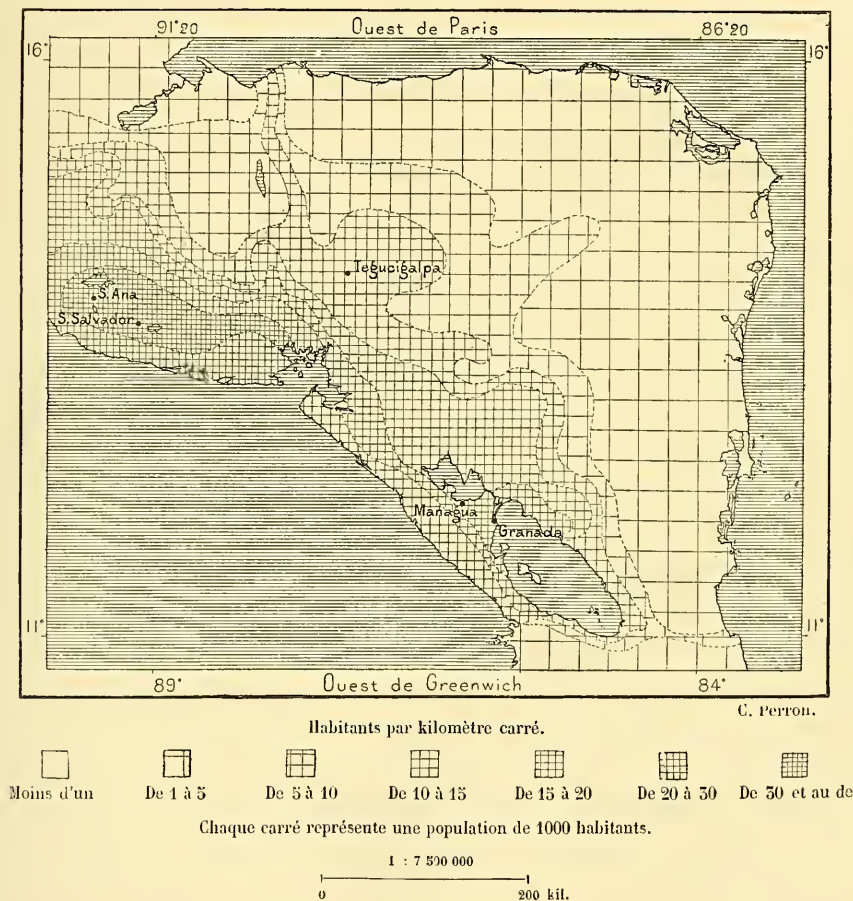 91°20 Ouest de Paris 86°20
16° 16°
Tegucigalpa
S. Ana
S. Salvador
Managua
Granada
11° 11°
89° Ouest de Greenwich 84°
C. Perron.
Habitants par kilomètre carré.
Moins d'un De 1 à 5 De 5 à 10 De 10 à 15 De 15 à 20 De 20 à 30 De 30 et au de
Chaque carré représente une population de 1000 habitants.
1 : 7 500 000
0 200 kil.